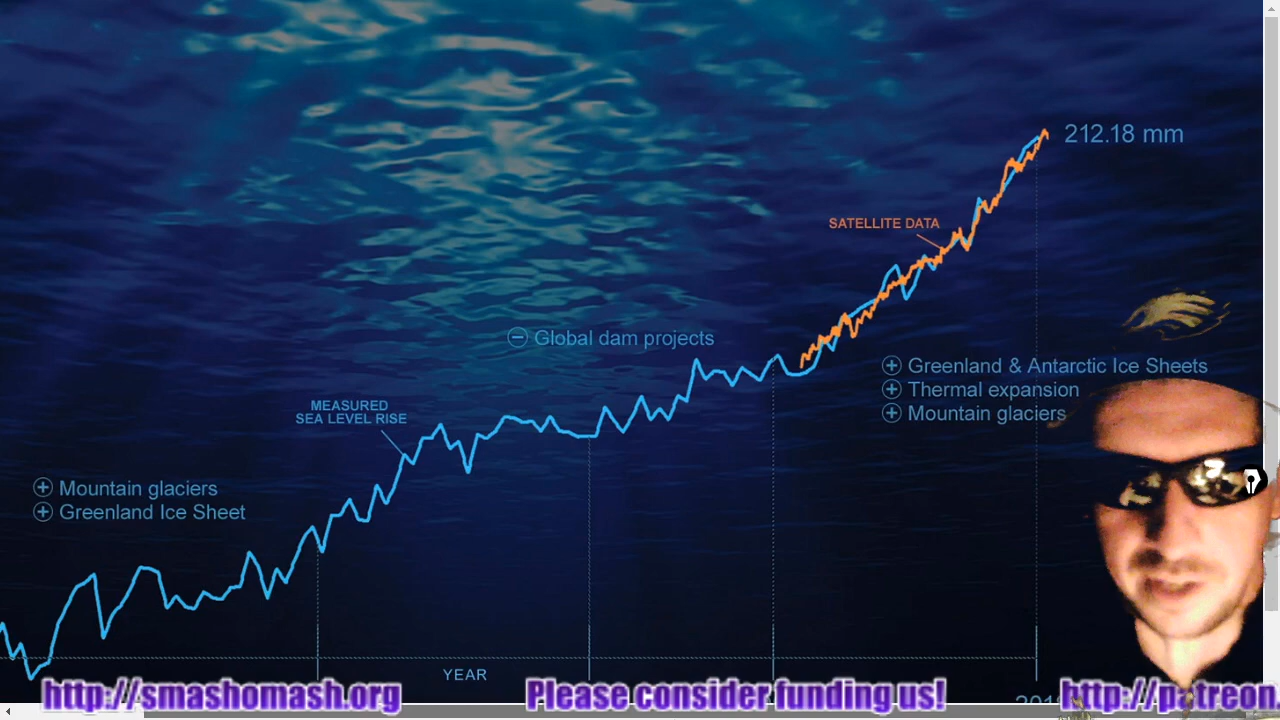 212.18 mm
SATELLITE DATA
Global dam projects
Greenland & Antarctic Ice Sheets
Thermal expansion
Mountain glaciers
MEASURED
SEA LEVEL RISE
Mountain glaciers
Greenland Ice Sheet
YEAR
http://smashomash.org
Please consider funding us!